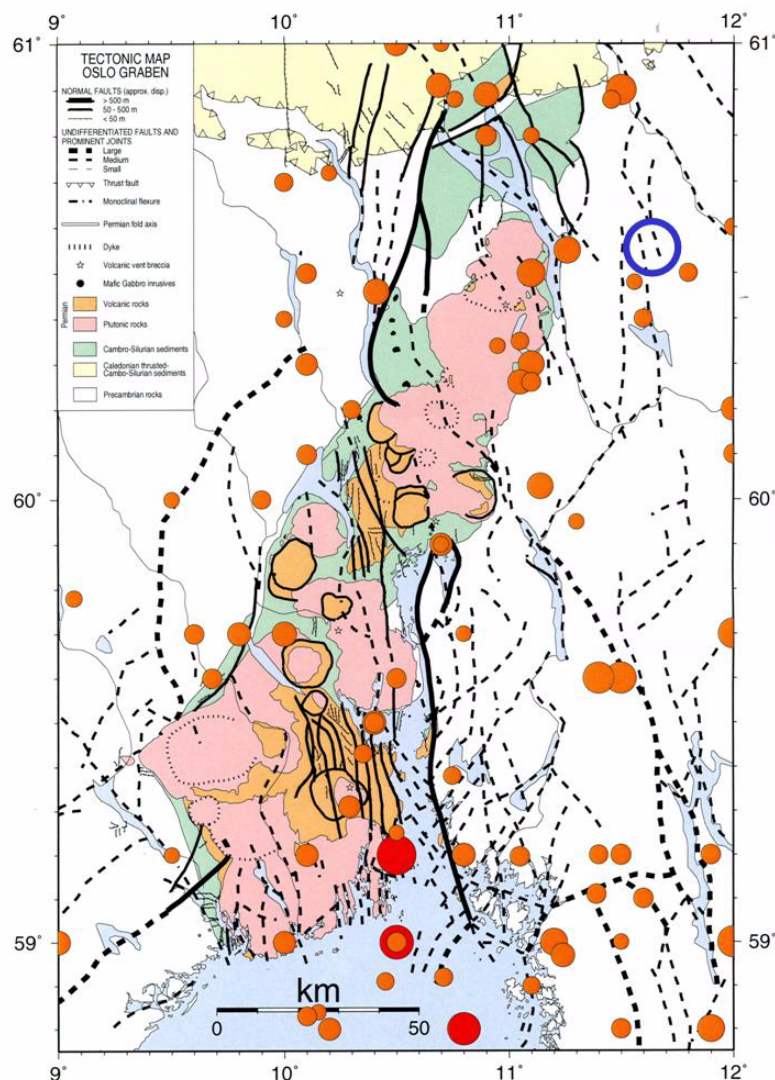 9° 10° 11° 12°
61° 61°
TECTONIC MAP
OSLO GRABEN
NORMAL FAULTS (approx. disp.)
> 500 m
50 - 500 m
< 50 m
UNDIFFERENTIATED FAULTS AND
PROMINENT JOINTS
Large
Medium
Small
Thrust fault
Monoclinal flexure
Permian fold axis
Dyke
Volcanic vent breccia
Mafic Gabbro inrusives
Permian
Volcanic rocks
Plutonic rocks
Cambro-Silurian sediments
Caledonian thrusted-
Cambo-Silurian sediments
Precambrian rocks
60° 60°
59° 59°
km
0 50
9° 10° 11° 12°